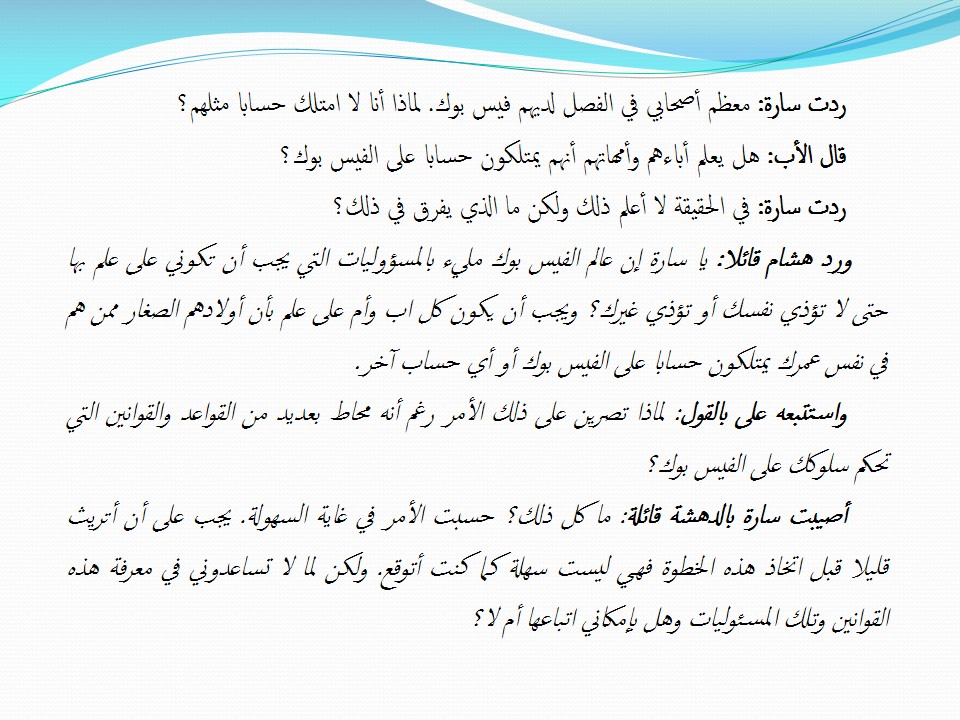 ردت سارة: معظم أصحابي في الفصل لديهم فيس بوك. لماذا أنا لا امتلك حسابا مثلهم؟
قال الأب: هل يعلم أباءهم وأمهاتهم أنهم يمتلكون حسابا على الفيس بوك؟
ردت سارة: في الحقيقة لا أعلم ذلك ولكن ما الذي يفرق في ذلك؟
ورد هشام قائلا: يا سارة إن عالم الفيس بوك مليء بالمسؤوليات التي يجب أن تكوني على علم بها
حتى لا تؤذي نفسك أو تؤذي غيرك؟ ويجب أن يكون كل اب وأم على علم بأن أولادهم الصغار ممن هم
في نفس عمرك يمتلكون حسابا على الفيس بوك أو أي حساب آخر.
واستتبعه على بالقول: لماذا تصرين على ذلك الأمر رغم أنه محاط بعديد من القواعد والقوانين التي
تحكم سلوكك على الفيس بوك؟
أصيبت سارة بالدهشة قائلة: ما كل ذلك؟ حسبت الأمر في غاية السهولة. يجب على أن أتريث
قليلا قبل اتخاذ هذه الخطوة فهي ليست سهلة كما كنت أتوقع. ولكن لما لا تساعدوني في معرفة هذه
القوانين وتلك المسئوليات وهل بإمكاني اتباعها أم لا؟